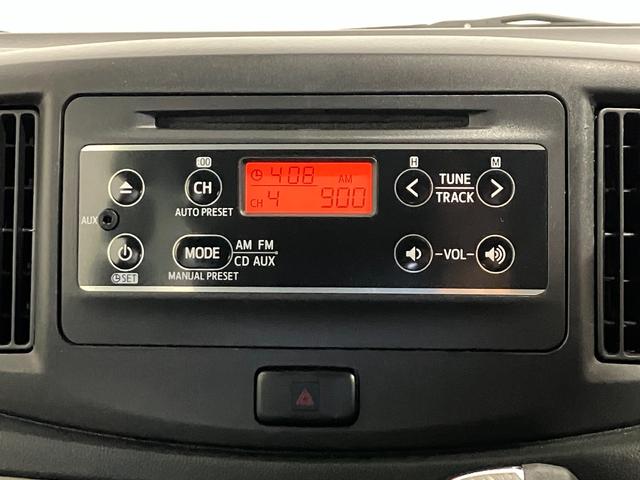 :00
H
M
4:08 AM
CH 4 900
CH
TUNE
TRACK
AUX
AUTO PRESET
MODE
AM FM
CD AUX
-VOL-
SET
MANUAL PRESET